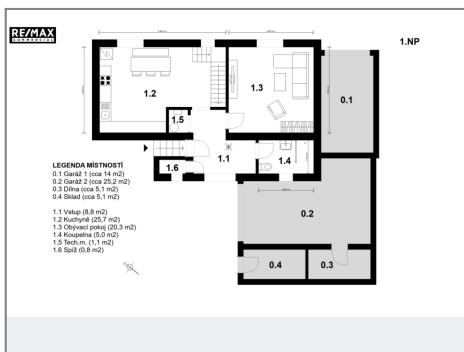 RE/MAX
COMMERCIAL
1.NP
1.2
1.3
0.1
1.5
1.1
1.4
1.6
0.2
0.4
0.3
LEGENDA MÍSTNOSTÍ
0.1 Garáž 1 (cca 14 m2)
0.2 Garáž 2 (cca 25,2 m2)
0.3 Dílna (cca 5,1 m2)
0.4 Sklad (cca 5,1 m2)
1.1 Vstup (8,8 m2)
1.2 Kuchyně (25,7 m2)
1.3 Obývací pokoj (20,3 m2)
1.4 Koupelna (5,0 m2)
1.5 Tech.m. (1,1 m2)
1.6 Spíž (0,8 m2)